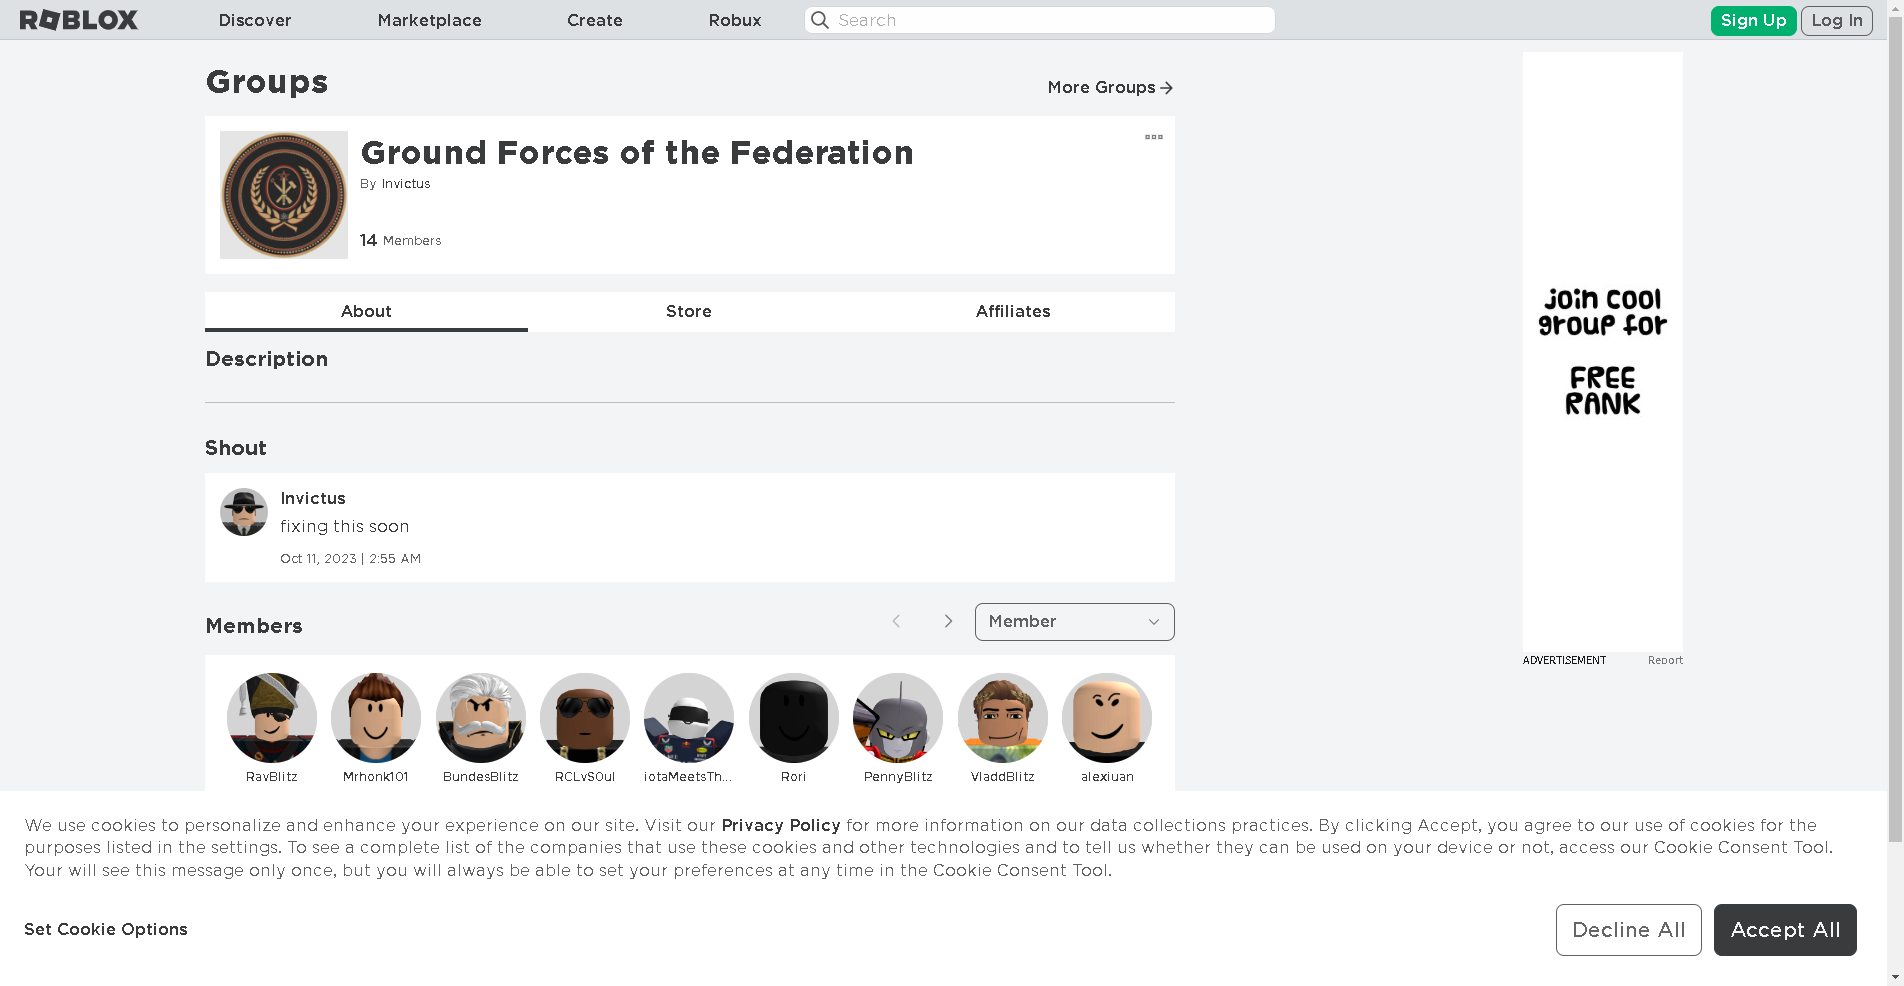 ROBLOX Discover Marketplace Create Robux Search Sign Up Log In
Groups
More Groups
Ground Forces of the Federation
By Invictus
14 Members
About Store Affiliates
Description
Shout
Invictus
fixing this soon
Oct 11, 2023 | 2:55 AM
Members
Member
RavBlitz Mrhonk101 BundesBlitz RCLvS0ul iotaMeetsTh... Rori PennyBlitz VladdBlitz alexiuan
join cool
group for
FREE
RANK
ADVERTISEMENT Report
We use cookies to personalize and enhance your experience on our site. Visit our Privacy Policy for more information on our data collections practices. By clicking Accept, you agree to our use of cookies for the
purposes listed in the settings. To see a complete list of the companies that use these cookies and other technologies and to tell us whether they can be used on your device or not, access our Cookie Consent Tool.
Your will see this message only once, but you will always be able to set your preferences at any time in the Cookie Consent Tool.
Set Cookie Options
Decline All
Accept All